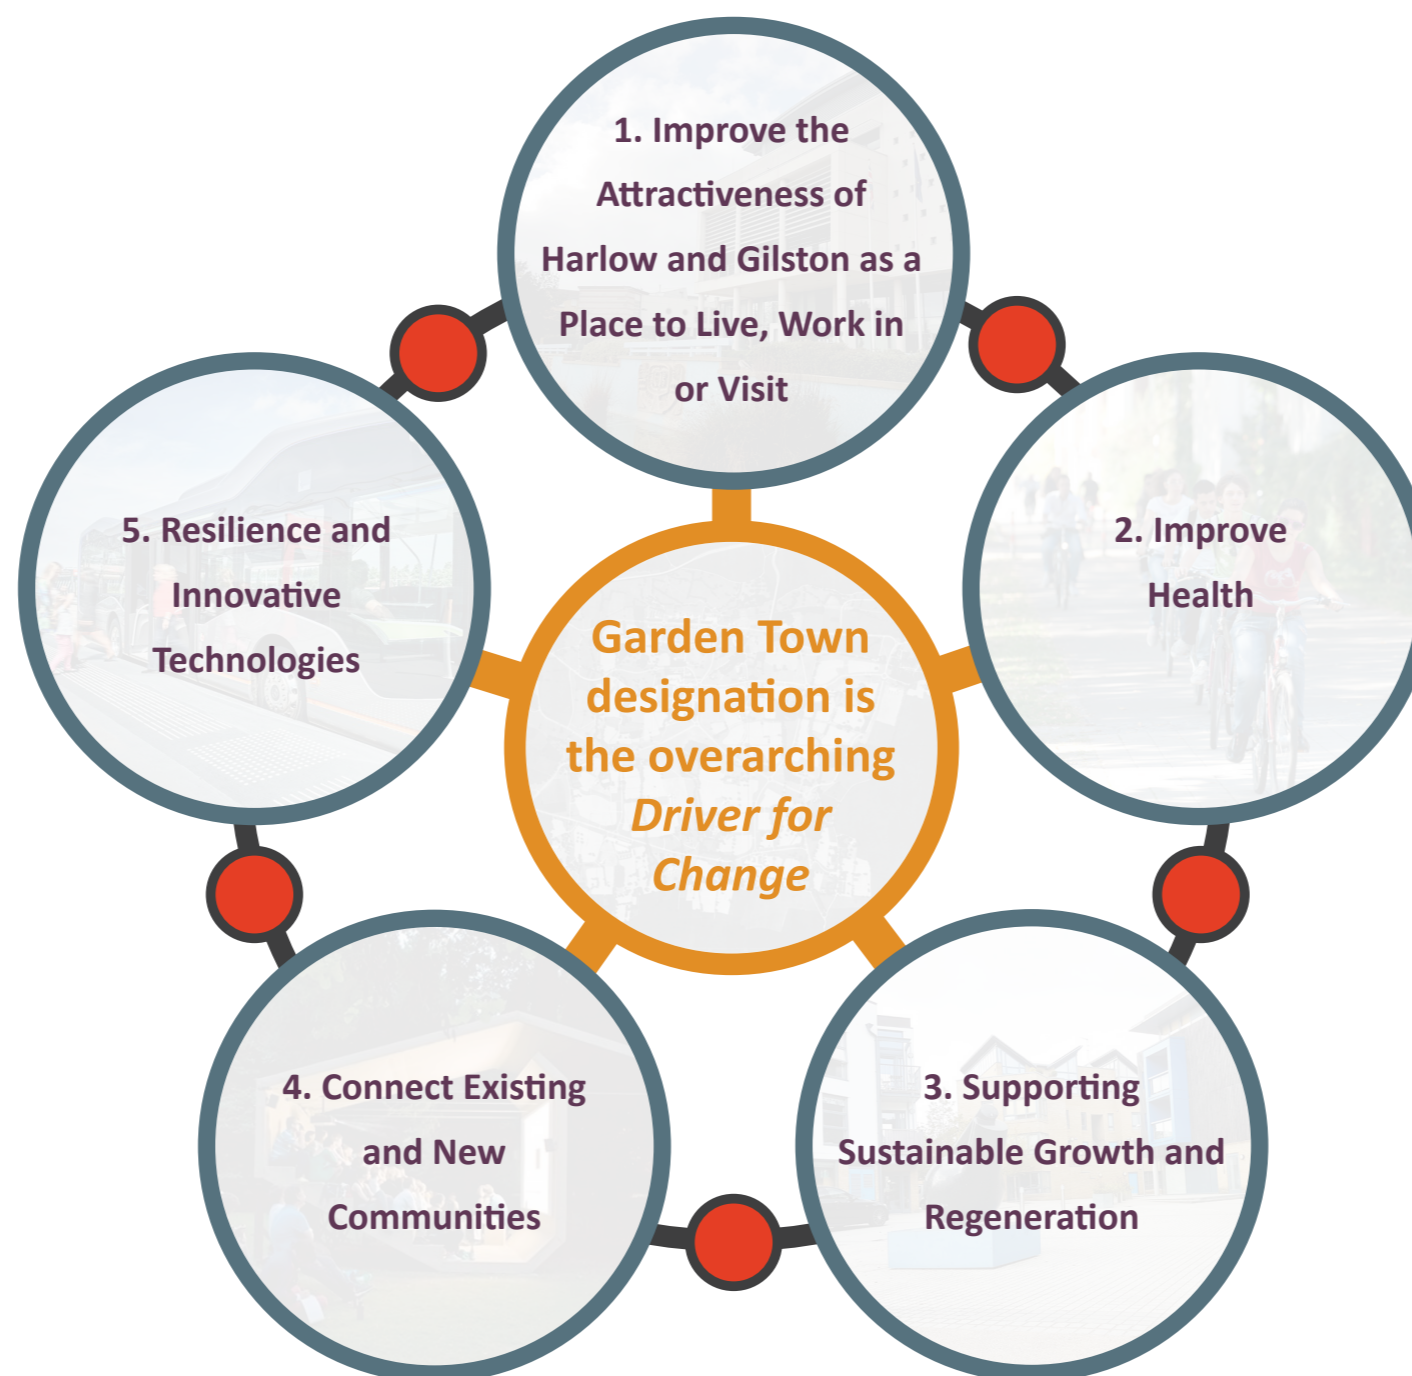 1. Improve the
Attractiveness of
Harlow and Gilston as a
Place to Live, Work in
or Visit
2. Improve
Health
3. Supporting
Sustainable Growth and
Regeneration
4. Connect Existing
and New
Communities
5. Resilience and
Innovative
Technologies
Garden Town
designation is
the overarching
Driver for
Change